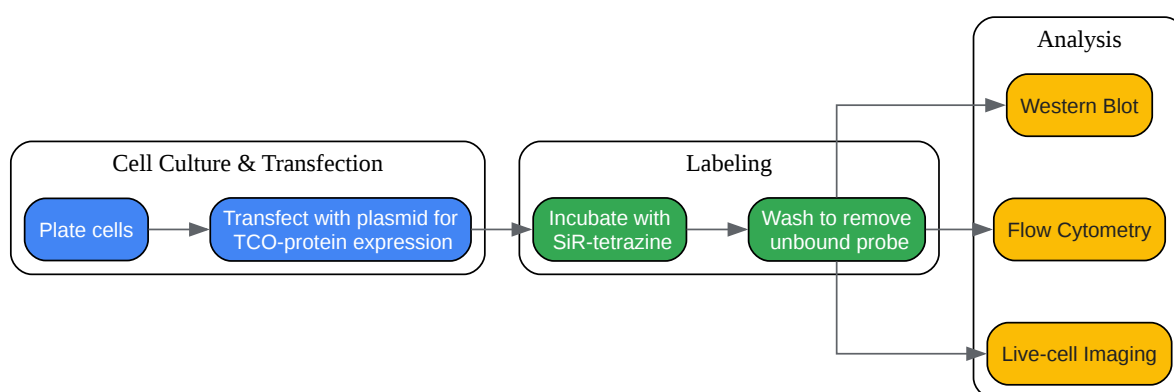 Cell Culture & Transfection
Plate cells
Transfect with plasmid for
TCO-protein expression
Labeling
Incubate with
SiR-tetrazine
Wash to remove
unbound probe
Analysis
Western Blot
Flow Cytometry
Live-cell Imaging